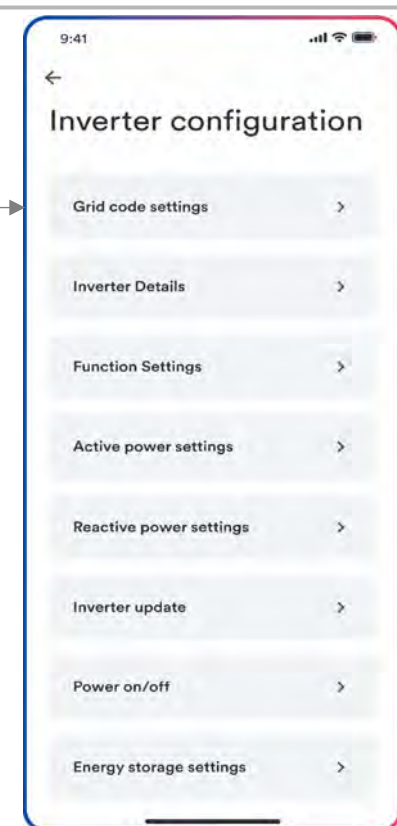 9:41
Inverter configuration
Grid code settings
Inverter Details
Function Settings
Active power settings
Reactive power settings
Inverter update
Power on/off
Energy storage settings